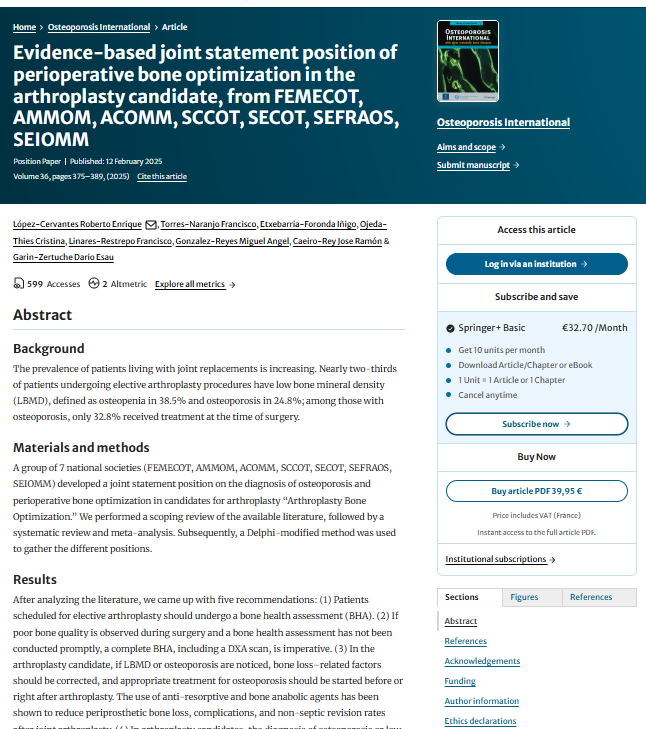 Home > Osteoporosis International > Article
Evidence-based joint statement position of
perioperative bone optimization in the
arthroplasty candidate, from FEMECOT,
AMMOM, ACOMM, SCCOT, SECOT, SEFRAOS,
SEIOMM
Position Paper | Published: 12 February 2025
Volume 36, pages 375–389, (2025) Cite this article
OSTEOPOROSIS
INTERNATIONAL
Osteoporosis International
Aims and scope →
Submit manuscript →
López-Cervantes Roberto Enrique, Torres-Naranjo Francisco, Etxebarria-Foronda Iñigo, Ojeda-
Thies Cristina, Linares-Restrepo Francisco, Gonzalez-Reyes Miguel Angel, Caeiro-Rey Jose Ramón &
Garin-Zertuche Dario Esau
599 Accesses 2 Altmetric Explore all metrics →
Abstract
Background
The prevalence of patients living with joint replacements is increasing. Nearly two-thirds
of patients undergoing elective arthroplasty procedures have low bone mineral density
(LBMD), defined as osteopenia in 38.5% and osteoporosis in 24.8%; among those with
osteoporosis, only 32.8% received treatment at the time of surgery.
Materials and methods
A group of 7 national societies (FEMECOT, AMMOM, ACOMM, SCCOT, SECOT, SEFRAOS,
SEIOMM) developed a joint statement position on the diagnosis of osteoporosis and
perioperative bone optimization in candidates for arthroplasty “Arthroplasty Bone
Optimization.” We performed a scoping review of the available literature, followed by a
systematic review and meta-analysis. Subsequently, a Delphi-modified method was used
to gather the different positions.
Results
After analyzing the literature, we came up with five recommendations: (1) Patients
scheduled for elective arthroplasty should undergo a bone health assessment (BHA). (2) If
poor bone quality is observed during surgery and a bone health assessment has not been
conducted promptly, a complete BHA, including a DXA scan, is imperative. (3) In the
arthroplasty candidate, if LBMD or osteoporosis are noticed, bone loss–related factors
should be corrected, and appropriate treatment for osteoporosis should be started before or
right after arthroplasty. The use of anti-resorptive and bone anabolic agents has been
shown to reduce periprosthetic bone loss, complications, and non-septic revision rates
after joint arthroplasty. (4) In arthroplasty candidates, the diagnosis of osteoporosis or low
Access this article
Log in via an institution →
Subscribe and save
Springer+ Basic €32.70 /Month
Get 10 units per month
Download Article/Chapter or eBook
1 Unit = 1 Article or 1 Chapter
Cancel anytime
Subscribe now →
Buy Now
Buy article PDF 39,95 €
Price includes VAT (France)
Instant access to the full article PDF.
Institutional subscriptions →
Sections Figures References
Abstract
References
Acknowledgements
Funding
Author information
Ethics declarations